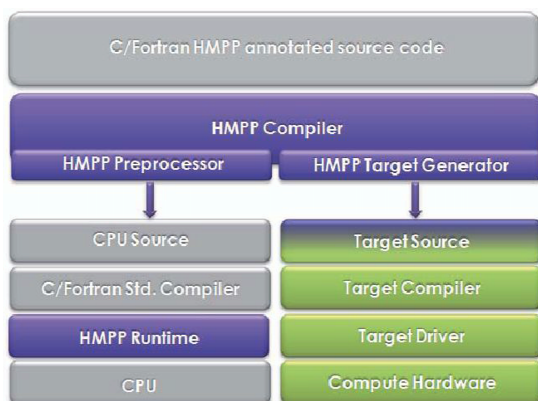 C/Fortran HMPP annotated source code
HMPP Compiler
HMPP Preprocessor
HMPP Target Generator
CPU Source
Target Source
C/Fortran Std. Compiler
Target Compiler
HMPP Runtime
Target Driver
CPU
Compute Hardware